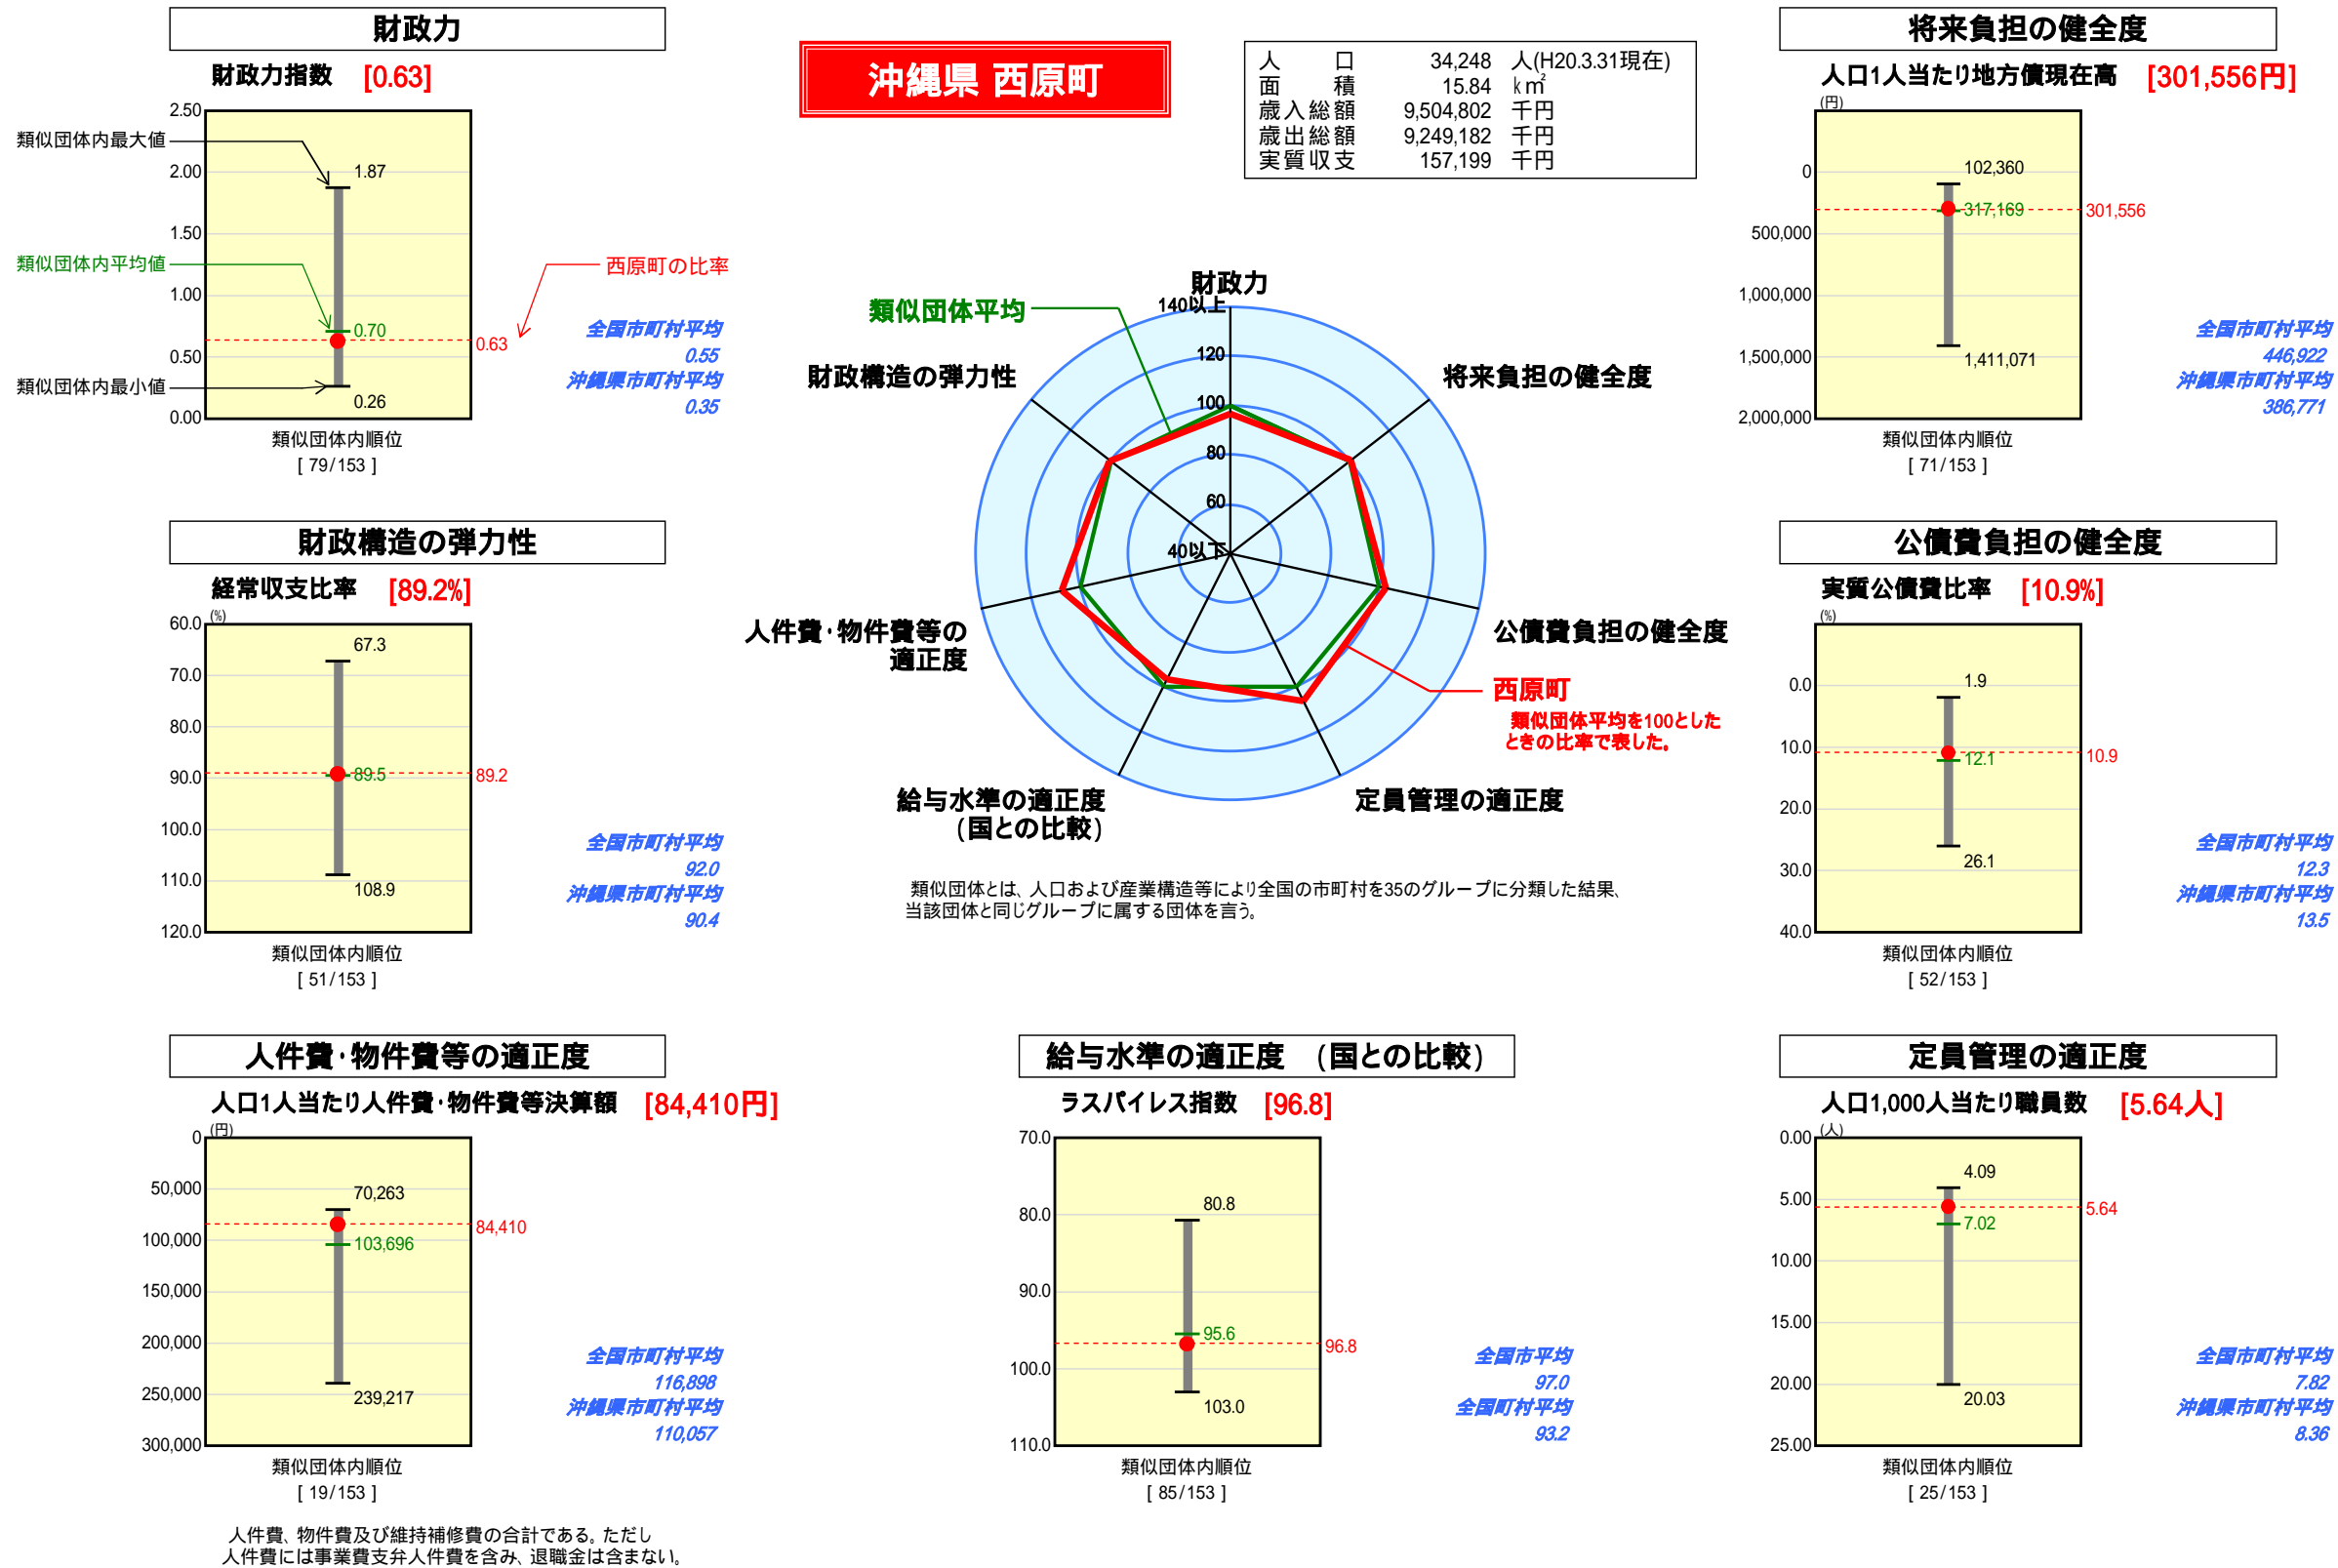 財政力
財政力指数 [0.63]
2.50
2.00
1.50
1.00
0.50
0.00
類似団体内最大値
類似団体内平均値
類似団体内最小値
1.87
0.70
0.26
0.63
西原町の比率
全国市町村平均
0.55
沖縄県市町村平均
0.35
類似団体内順位
[ 79/153 ]
沖縄県 西原町
人口 34,248 人(H20.3.31現在)
面積 15.84 k㎡
歳入総額 9,504,802 千円
歳出総額 9,249,182 千円
実質収支 157,199 千円
将来負担の健全度
人口1人当たり地方債現在高 [301,556円]
(円)
0
500,000
1,000,000
1,500,000
2,000,000
102,360
317,169
301,556
1,411,071
全国市町村平均
446,922
沖縄県市町村平均
386,771
類似団体内順位
[ 71/153 ]
財政力
140以上
120
100
80
60
40以下
類似団体平均
財政構造の弾力性
将来負担の健全度
人件費・物件費等の
適正度
公債費負担の健全度
西原町
類似団体平均を100とした
ときの比率で表した。
給与水準の適正度
(国との比較)
定員管理の適正度
類似団体とは、人口および産業構造等により全国の市町村を35のグループに分類した結果、
当該団体と同じグループに属する団体を言う。
財政構造の弾力性
経常収支比率 [89.2%]
(%)
60.0
70.0
80.0
90.0
100.0
110.0
120.0
67.3
89.5
89.2
108.9
全国市町村平均
92.0
沖縄県市町村平均
90.4
類似団体内順位
[ 51/153 ]
公債費負担の健全度
実質公債費比率 [10.9%]
(%)
0.0
10.0
20.0
30.0
40.0
1.9
12.1
10.9
26.1
全国市町村平均
12.3
沖縄県市町村平均
13.5
類似団体内順位
[ 52/153 ]
人件費・物件費等の適正度
人口1人当たり人件費・物件費等決算額 [84,410円]
(円)
0
50,000
100,000
150,000
200,000
250,000
300,000
70,263
84,410
103,696
239,217
全国市町村平均
116,898
沖縄県市町村平均
110,057
類似団体内順位
[ 19/153 ]
人件費、物件費及び維持補修費の合計である。ただし
人件費には事業費支弁人件費を含み、退職金は含まない。
給与水準の適正度 (国との比較)
ラスパイレス指数 [96.8]
70.0
80.0
90.0
100.0
110.0
80.8
95.6
96.8
103.0
全国市平均
97.0
全国町村平均
93.2
類似団体内順位
[ 85/153 ]
定員管理の適正度
人口1,000人当たり職員数 [5.64人]
(人)
0.00
5.00
10.00
15.00
20.00
25.00
4.09
5.64
7.02
20.03
全国市町村平均
7.82
沖縄県市町村平均
8.36
類似団体内順位
[ 25/153 ]